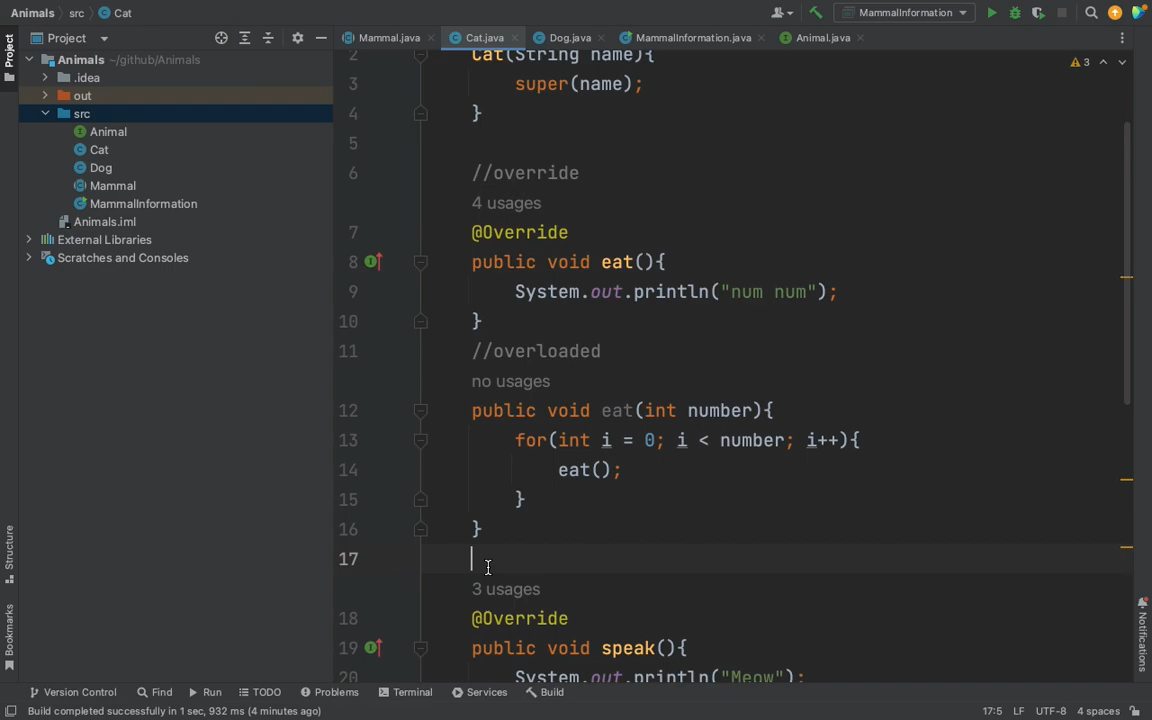 Animals src Cat MammalInformation
Project Mammal.java Cat.java Dog.java MammalInformation.java Animal.java
Project
Animals ~/github/Animals
.idea
out
src
Animal
Cat
Dog
Mammal
MammalInformation
Animals.iml
External Libraries
Scratches and Consoles
Structure
Bookmarks
3
2 Cat(String name){
3 super(name);
4 }
5
6 //override
4 usages
7 @Override
8 public void eat(){
9 System.out.println("num num");
10 }
11 //overloaded
no usages
12 public void eat(int number){
13 for(int i = 0; i < number; i++){
14 eat();
15 }
16 }
17
3 usages
18 @Override
19 public void speak(){
20 System.out.println("Meow");
Notifications
Version Control Find Run TODO Problems Terminal Services Build
Build completed successfully in 1 sec, 932 ms (4 minutes ago) 17:5 LF UTF-8 4 spaces